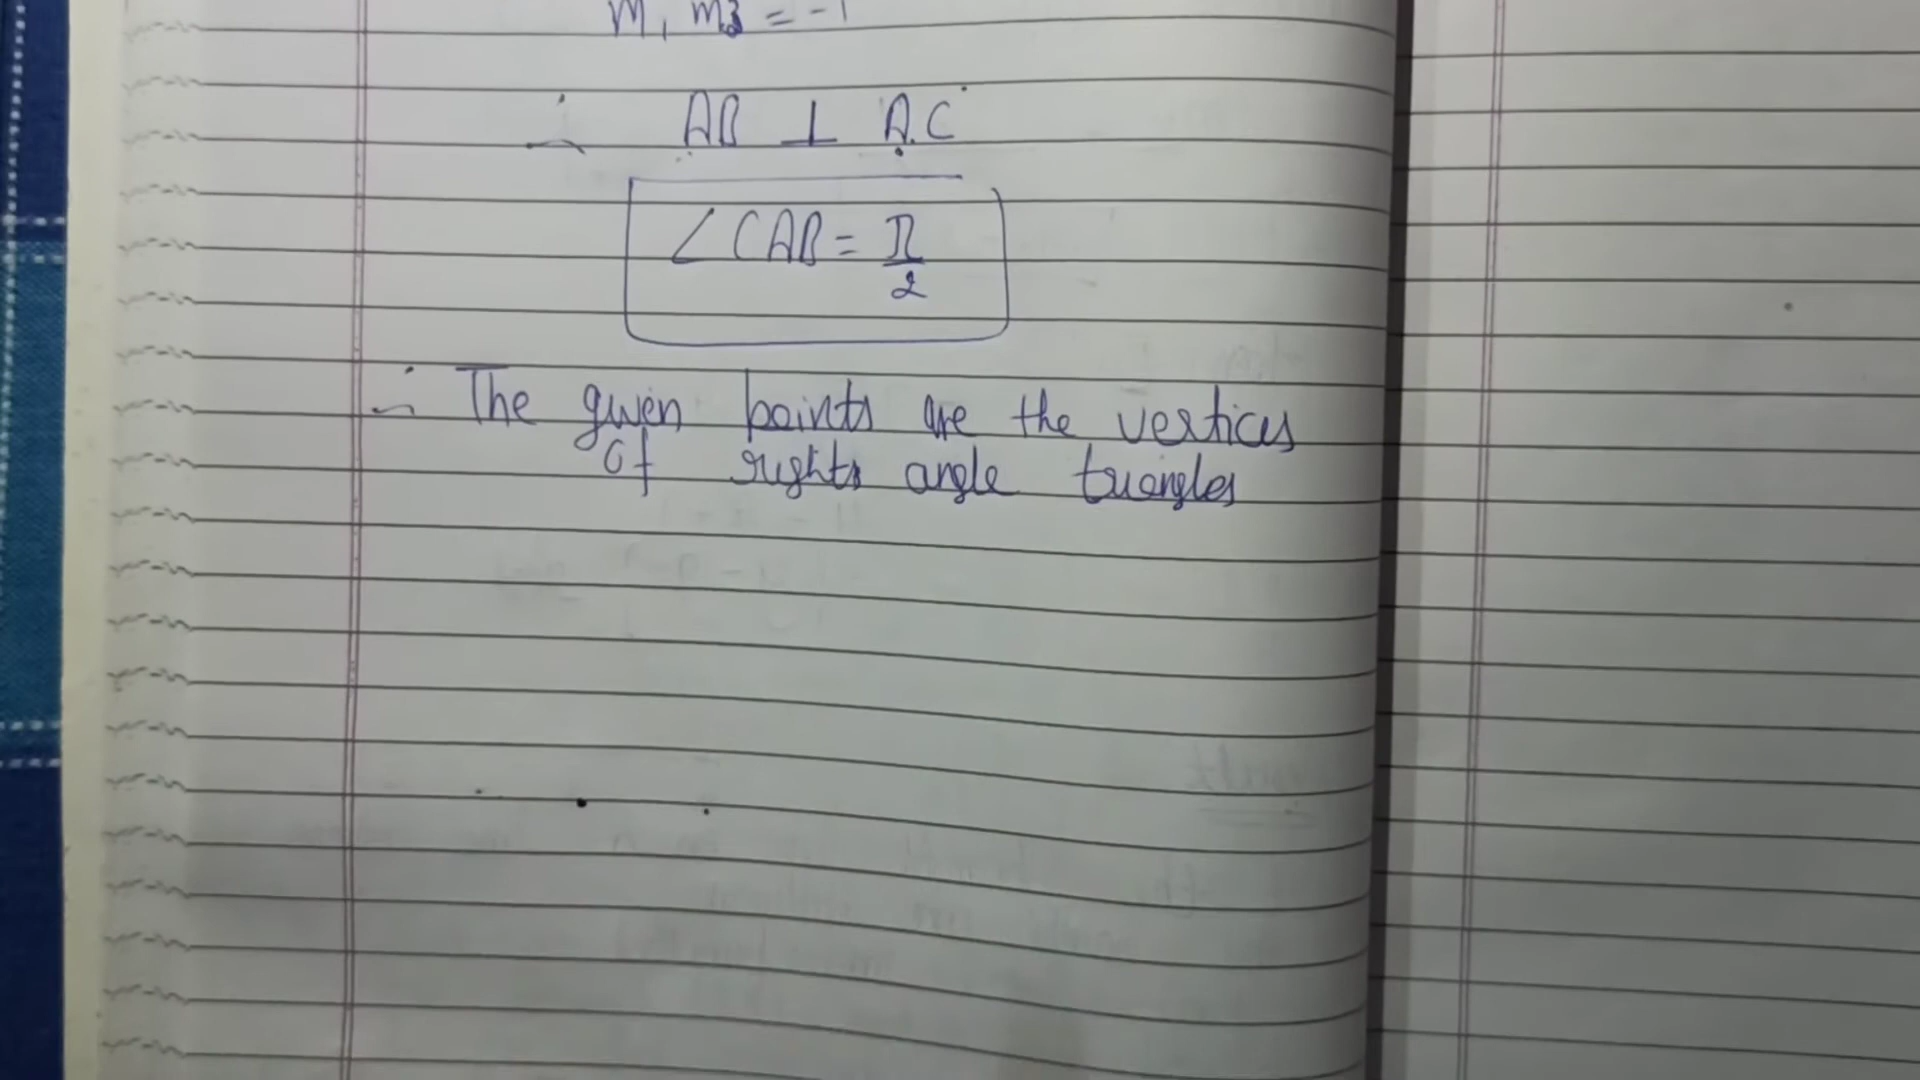 m₁ m₃ = -1
∴ AB ⊥ AC
∠CAB = π/2
∴ The given points are the vertices
of rights angle triangles